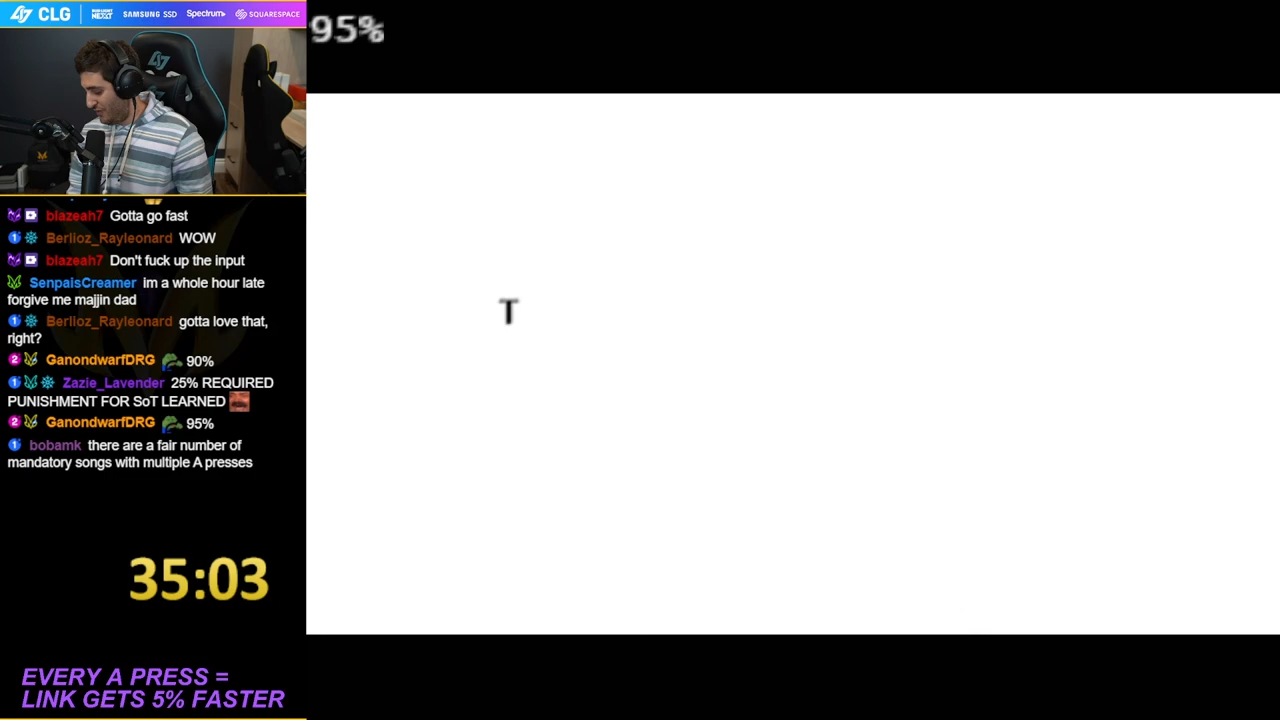 CLG
BUD LIGHT
NEXT
SAMSUNG SSD
Spectrum
SQUARESPACE
95%
blazeah7 Gotta go fast
Berlioz_Rayleonard WOW
blazeah7 Don't fuck up the input
SenpaisCreamer im a whole hour late
forgive me majjin dad
Berlioz_Rayleonard gotta love that,
right?
GanondwarfDRG 90%
Zazie_Lavender 25% REQUIRED
PUNISHMENT FOR SoT LEARNED
GanondwarfDRG 95%
bobamk there are a fair number of
mandatory songs with multiple A presses
T
35:03
EVERY A PRESS =
LINK GETS 5% FASTER